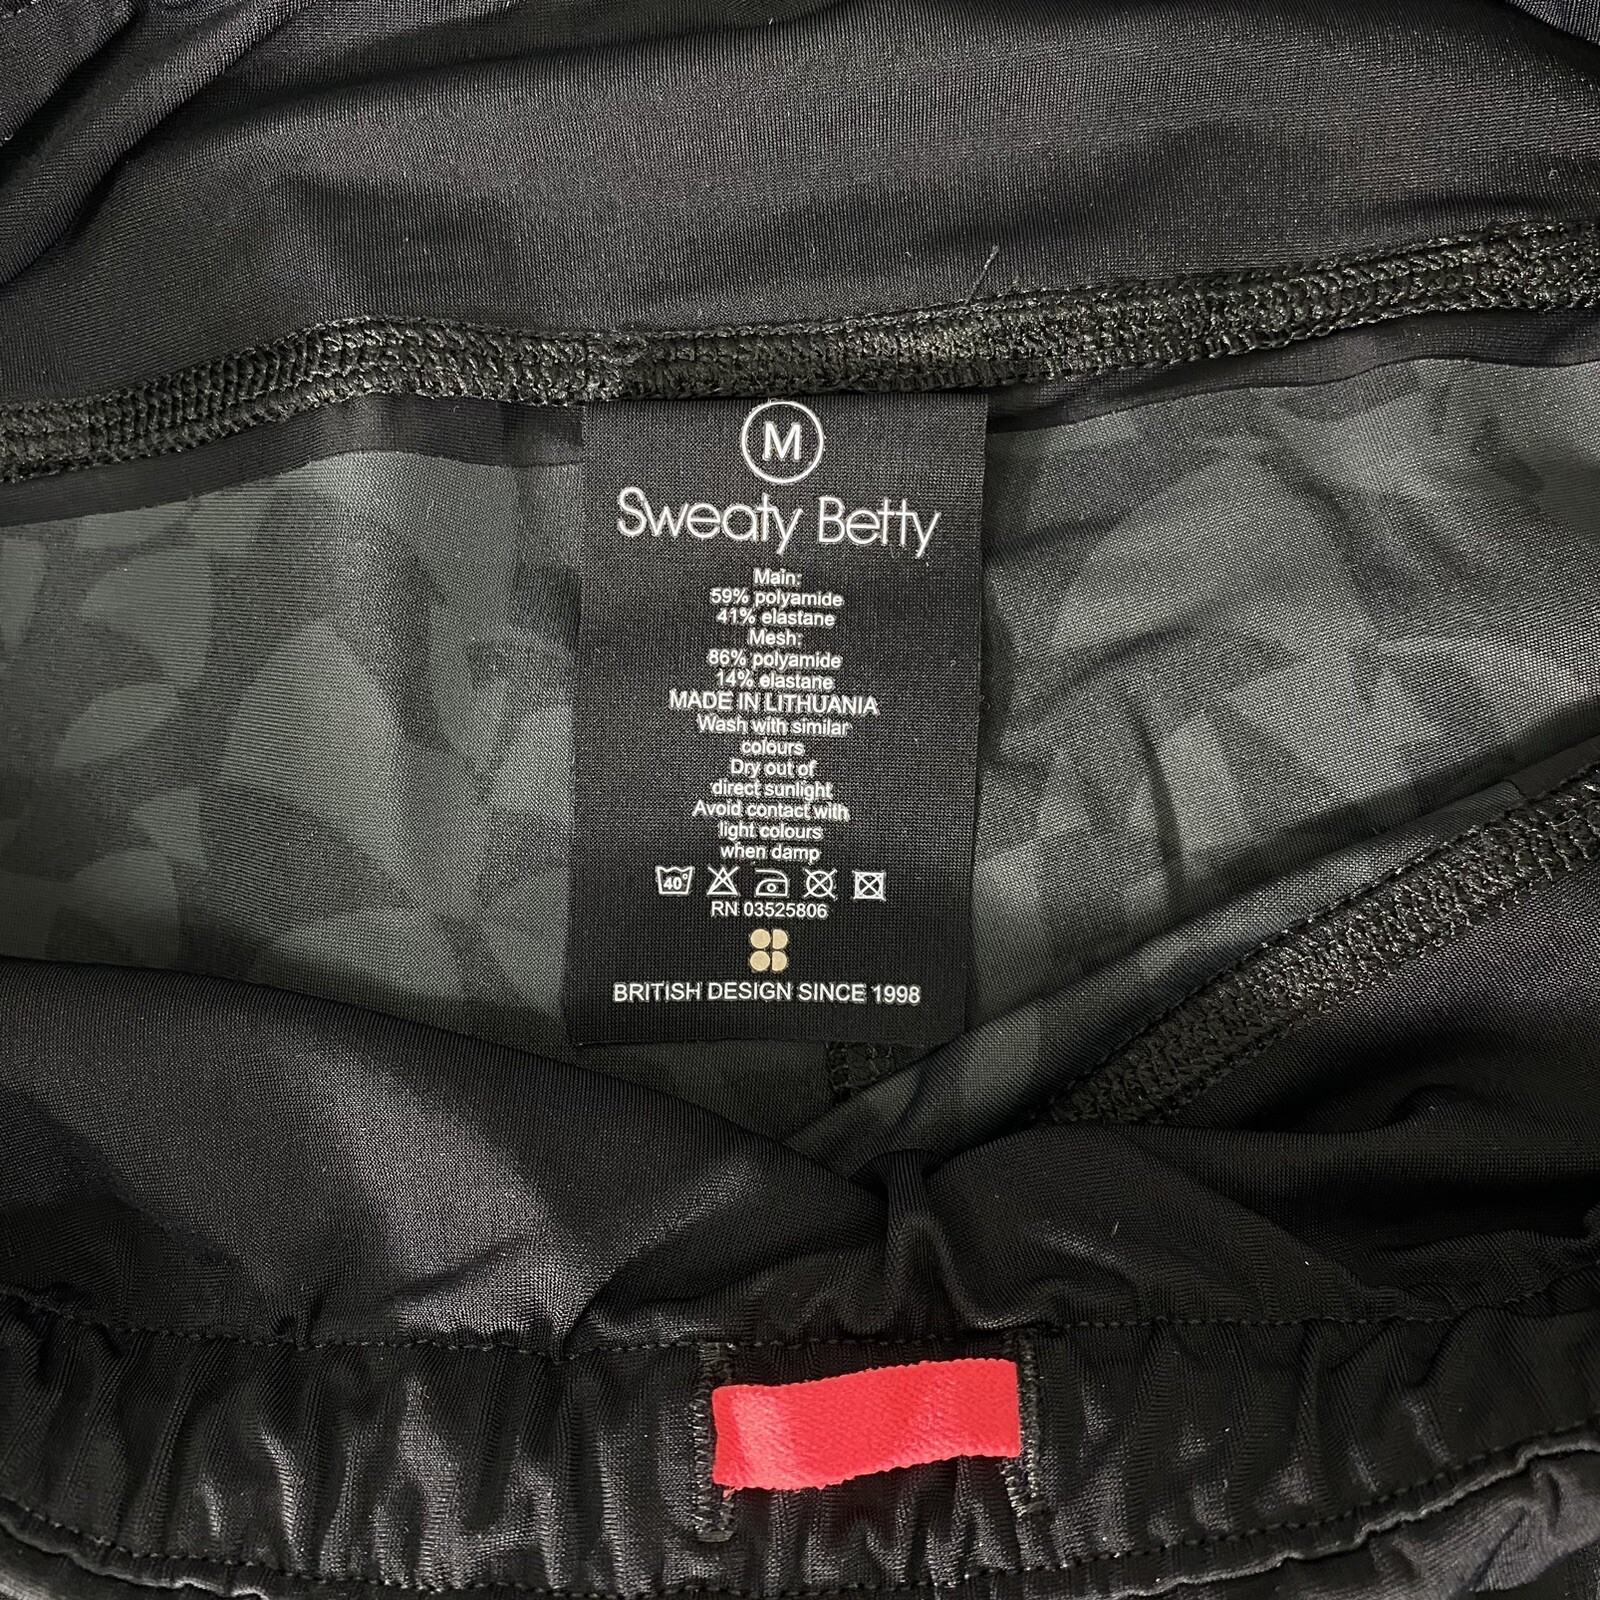 M
Sweaty Betty
Main:
59% polyamide
41% elastane
Mesh:
86% polyamide
14% elastane
MADE IN LITHUANIA
Wash with similar
colours
Dry out of
direct sunlight
Avoid contact with
light colours
when damp
40°
RN 03525806
BRITISH DESIGN SINCE 1998